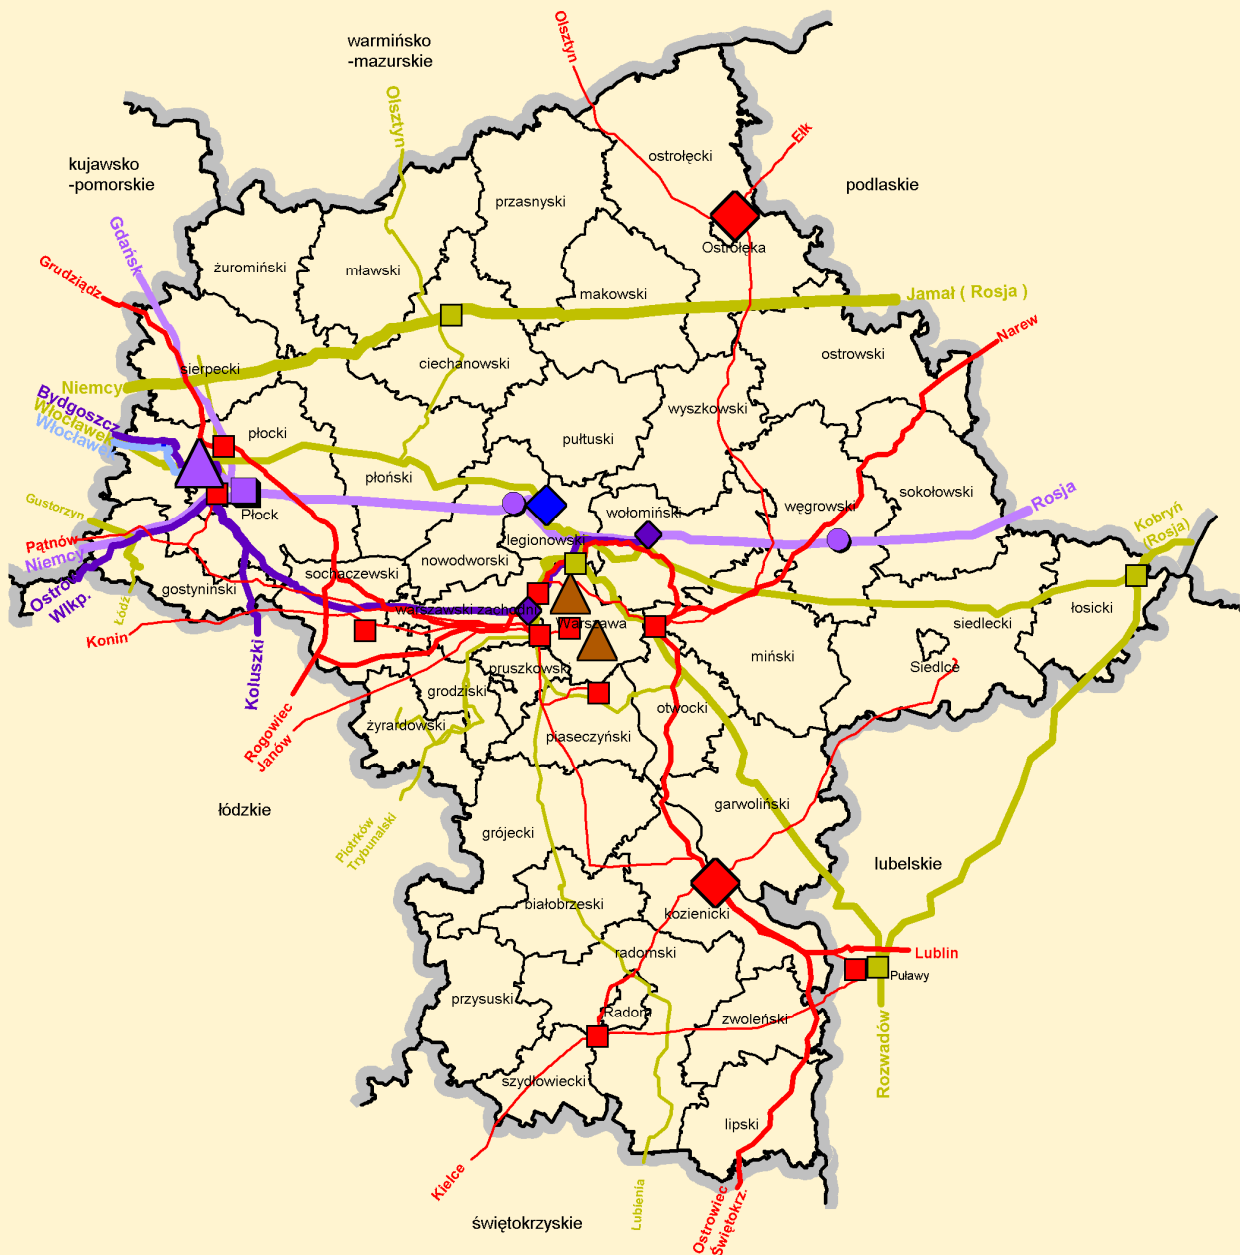 Olsztyn
warmińsko
-mazurskie
Olsztyn
Ełk
kujawsko
-pomorskie
ostrołęcki
podlaskie
przasnyski
Gdańsk
Ostrołęka
Grudziądz
żuromiński
mławski
makowski
Jamał ( Rosja )
Narew
ostrowski
sierpecki
ciechanowski
Niemcy
Bydgoszcz
Włocławek
Włocławek
wyszkowski
płocki
pułtuski
płoński
sokołowski
węgrowski
Rosja
Gustorzyn
Płock
wołomiński
Kobryń
(Rosja)
Pątnów
Niemcy
legionowski
nowodworski
sochaczewski
gostyniński
Ostrów
Wlkp.
Łódź
warszawski zachodni
Warszawa
łosicki
siedlecki
Konin
Koluszki
pruszkowski
miński
Siedlce
grodziski
otwocki
Rogowiec
Janów
żyrardowski
piaseczyński
łódzkie
garwoliński
Piotrków
Trybunalski
grójecki
lubelskie
białobrzeski
kozienicki
radomski
Lublin
Puławy
przysuski
Radom
zwoleński
Rozwadów
szydłowiecki
lipski
Kielce
Lubienia
Ostrowiec
Świętokrz.
świętokrzyskie